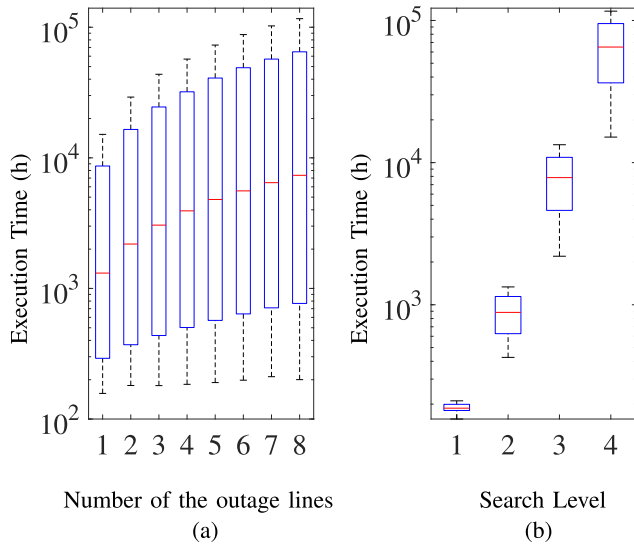 10^5
10^4
10^3
10^2
Execution Time (h)
1 2 3 4 5 6 7 8
Number of the outage lines
(a)
10^5
10^4
10^3
Execution Time (h)
1 2 3 4
Search Level
(b)